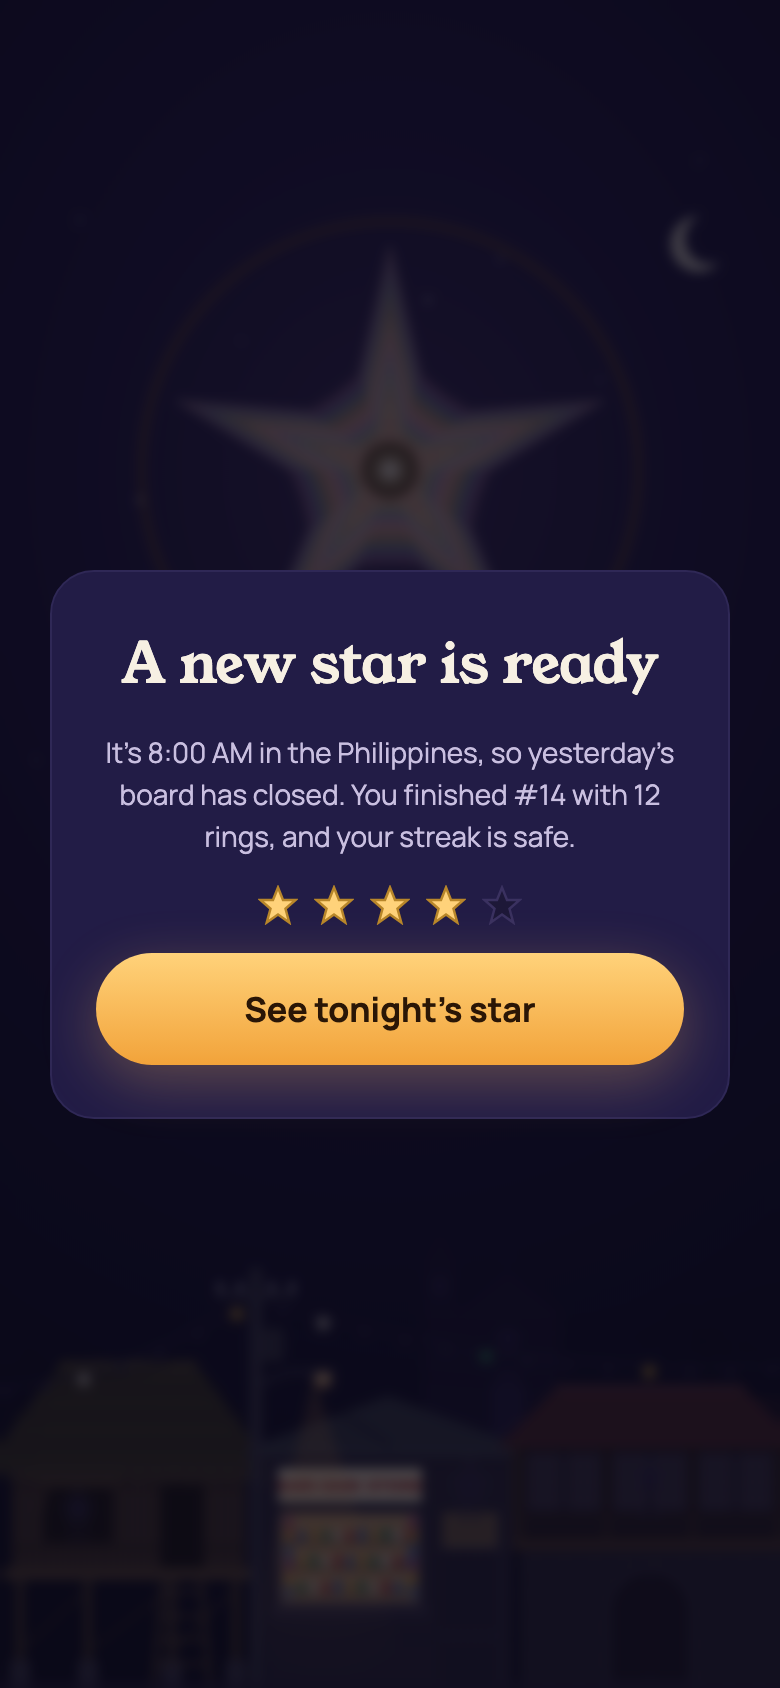 A new star is ready
It's 8:00 AM in the Philippines, so yesterday's
board has closed. You finished #14 with 12
rings, and your streak is safe.
See tonight's star